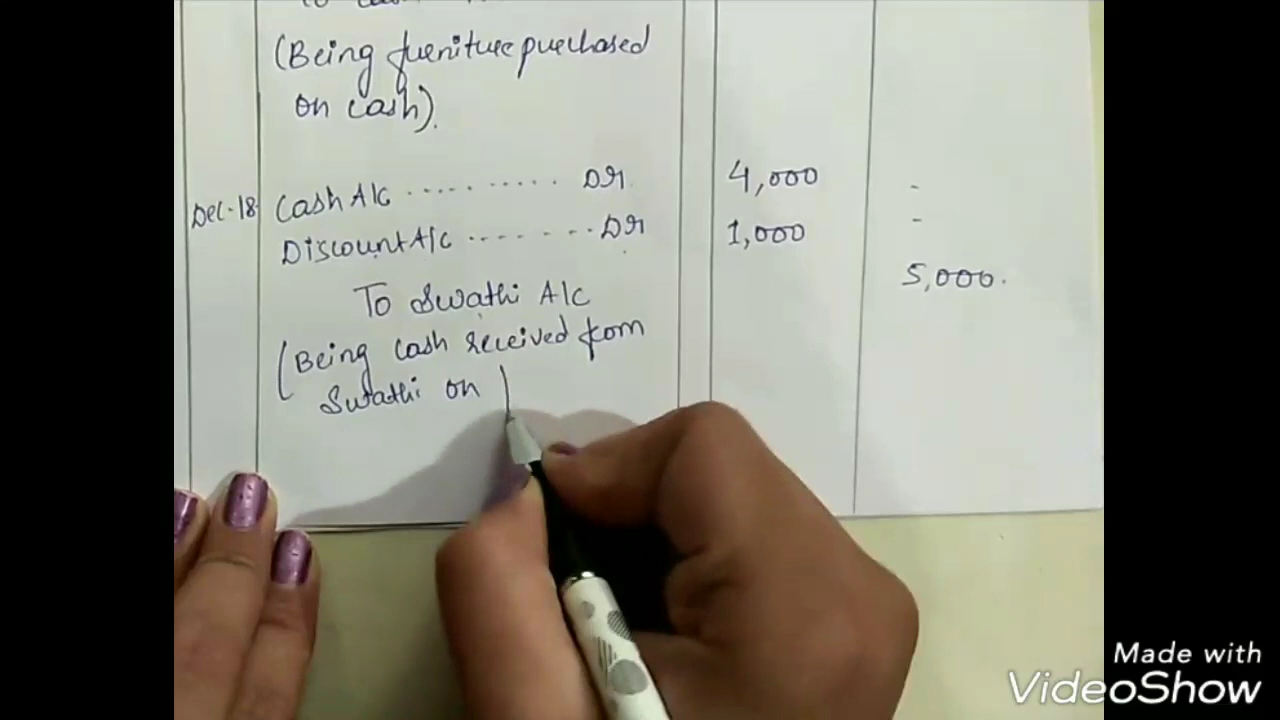 (Being furniture purchased
on cash).
Dec-18 Cash A/c .......... Dr. 4,000 -
Discount A/c ....... Dr 1,000 -
To Swathi A/c 5,000.
(Being cash received from
Swathi on
Made with
VideoShow